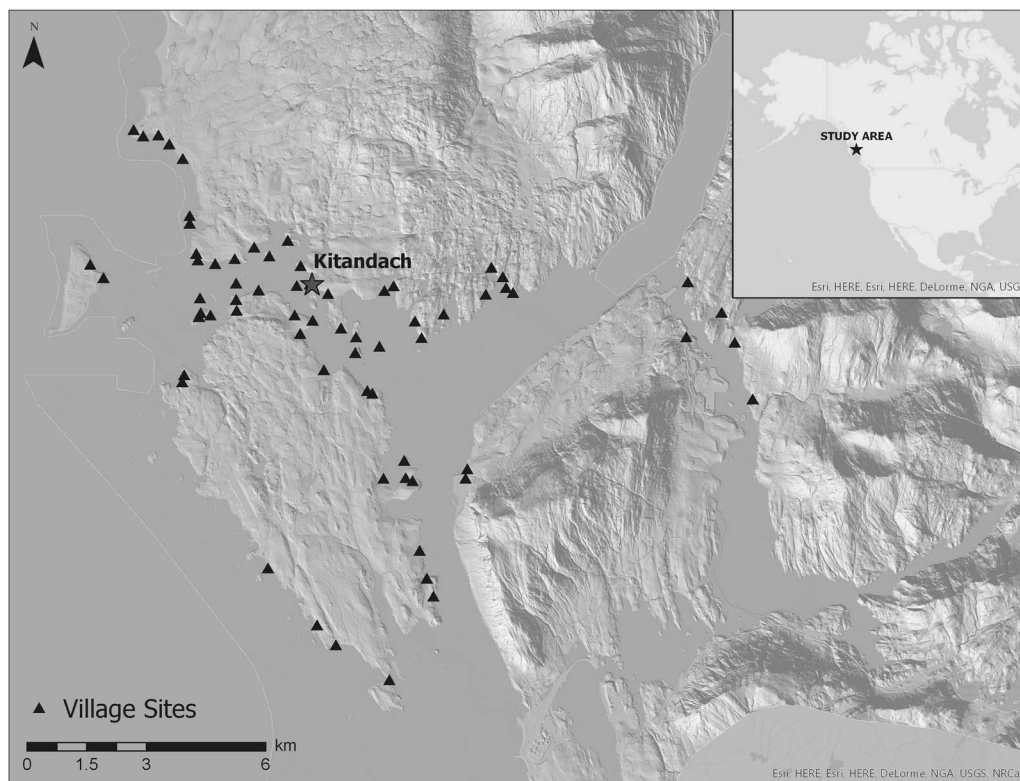 N
STUDY AREA
Esri, HERE, Esri, HERE, DeLorme, NGA, USG
Kitandach
Village Sites
km
0 1.5 3 6
Esri, HERE, Esri, HERE, DeLorme, NGA, USGS, NRCa